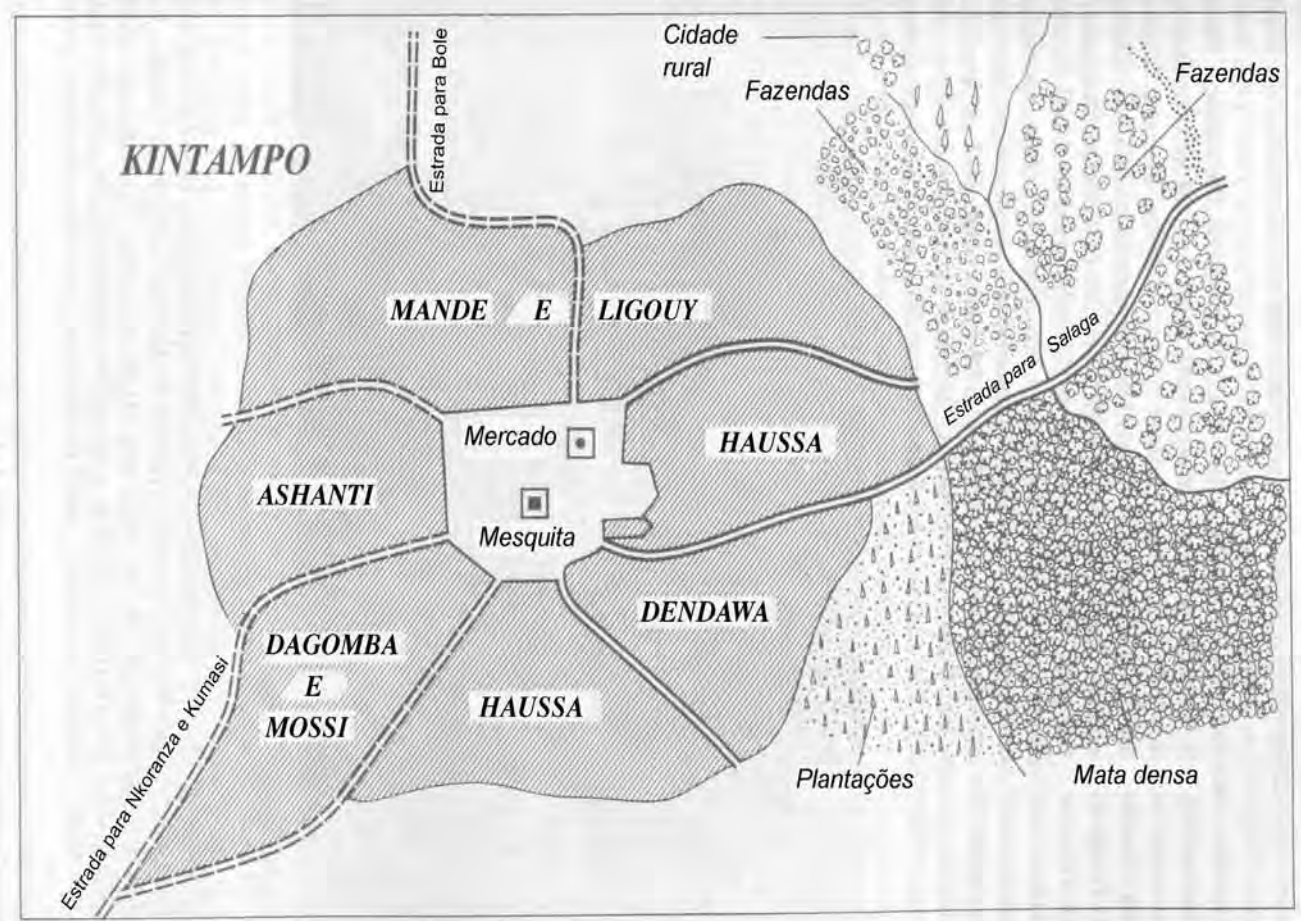 KINTAMPO
Estrada para Bole
Cidade
rural
Fazendas
Fazendas
MANDE E LIGOUY
Estrada para Salaga
Mercado
HAUSSA
ASHANTI
Mesquita
DENDAWA
DAGOMBA
E
MOSSI
HAUSSA
Estrada para Nkoranza e Kumasi
Plantações
Mata densa